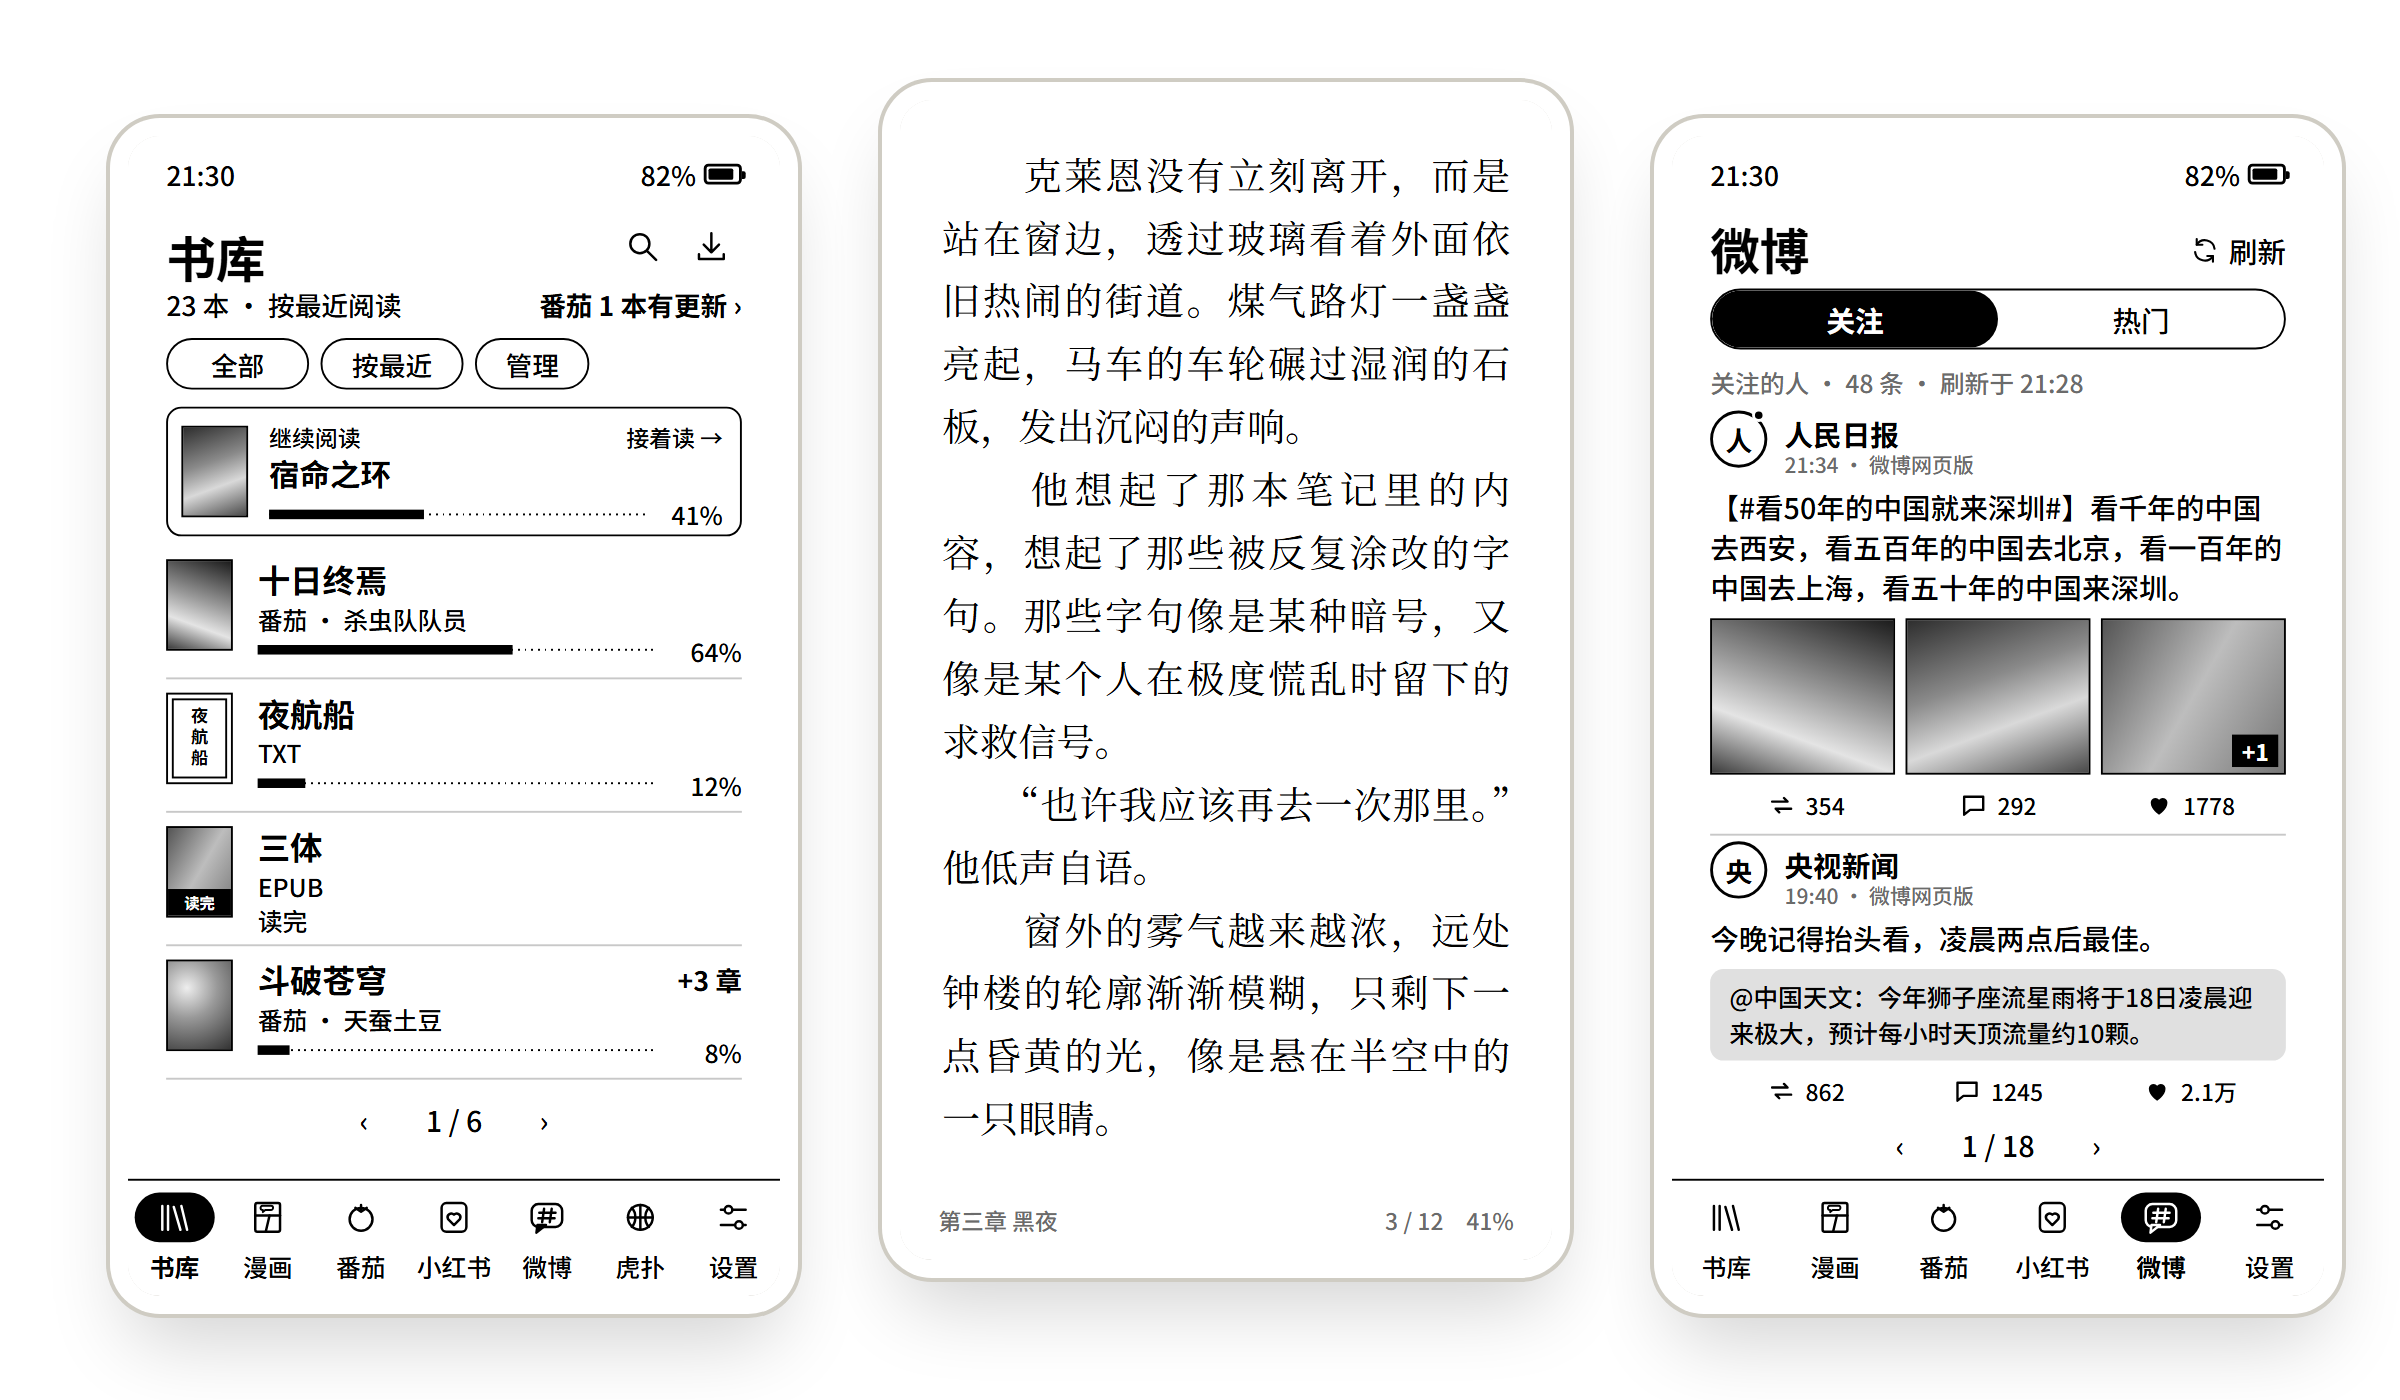 21:30
82%
书库
23 本 · 按最近阅读
番茄 1 本有更新 ›
全部
按最近
管理
继续阅读
接着读 →
宿命之环
41%
十日终焉
番茄 · 杀虫队队员
64%
夜航船
夜航船
TXT
12%
三体
EPUB
读完
读完
斗破苍穹
+3 章
番茄 · 天蚕土豆
8%
‹ 1 / 6 ›
书库
漫画
番茄
小红书
微博
虎扑
设置
克莱恩没有立刻离开，而是
站在窗边，透过玻璃看着外面依
旧热闹的街道。煤气路灯一盏盏
亮起，马车的车轮碾过湿润的石
板，发出沉闷的声响。
他想起了那本笔记里的内
容，想起了那些被反复涂改的字
句。那些字句像是某种暗号，又
像是某个人在极度慌乱时留下的
求救信号。
“也许我应该再去一次那里。”
他低声自语。
窗外的雾气越来越浓，远处
钟楼的轮廓渐渐模糊，只剩下一
点昏黄的光，像是悬在半空中的
一只眼睛。
第三章 黑夜
3 / 12 41%
21:30
82%
微博
刷新
关注
热门
关注的人 · 48 条 · 刷新于 21:28
人
人民日报
21:34 · 微博网页版
【#看50年的中国就来深圳#】看千年的中国
去西安，看五百年的中国去北京，看一百年的
中国去上海，看五十年的中国来深圳。
+1
354
292
1778
央
央视新闻
19:40 · 微博网页版
今晚记得抬头看，凌晨两点后最佳。
@中国天文：今年狮子座流星雨将于18日凌晨迎
来极大，预计每小时天顶流量约10颗。
862
1245
2.1万
‹ 1 / 18 ›
书库
漫画
番茄
小红书
微博
设置